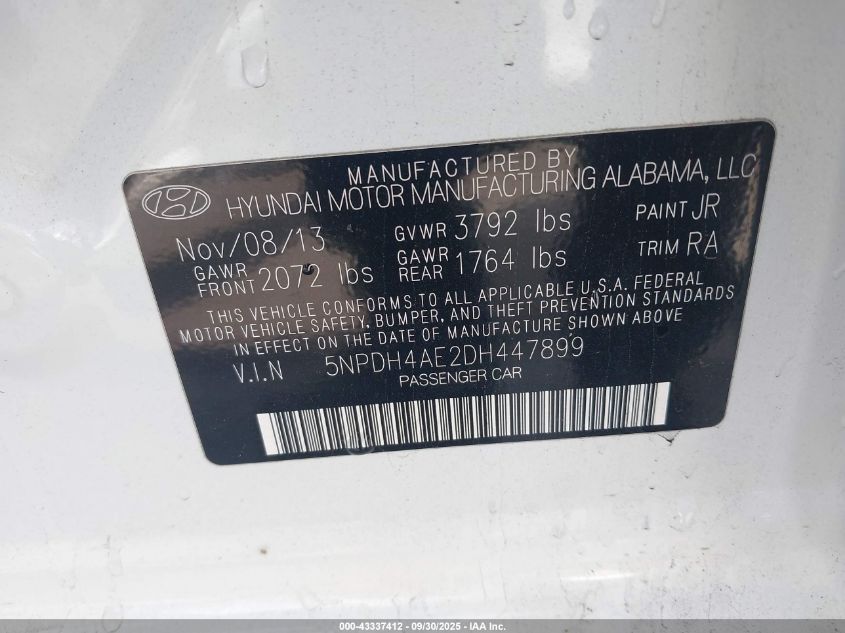 MANUFACTURED BY
HYUNDAI MOTOR MANUFACTURING ALABAMA, LLC
Nov/08/13 GVWR 3792 lbs PAINT JR
GAWR FRONT 2072 lbs GAWR REAR 1764 lbs TRIM RA
THIS VEHICLE CONFORMS TO ALL APPLICABLE U.S.A. FEDERAL
MOTOR VEHICLE SAFETY, BUMPER, AND THEFT PREVENTION STANDARDS
IN EFFECT ON THE DATE OF MANUFACTURE SHOWN ABOVE
V.I.N 5NPDH4AE2DH447899
PASSENGER CAR
000-43337412 - 09/30/2025 - IAA Inc.